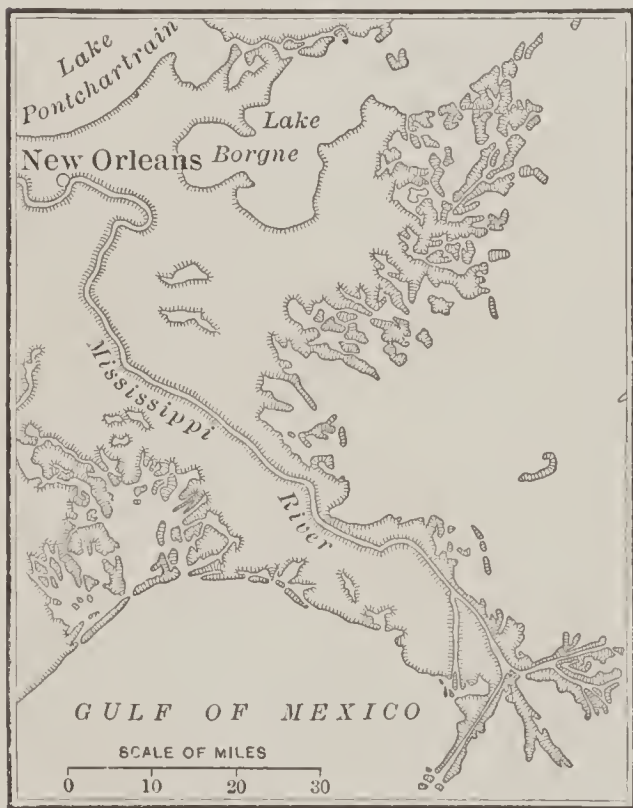 Lake
Pontchartrain
Lake
Borgne
New Orleans
Mississippi
River
GULF OF MEXICO
SCALE OF MILES
0 10 20 30